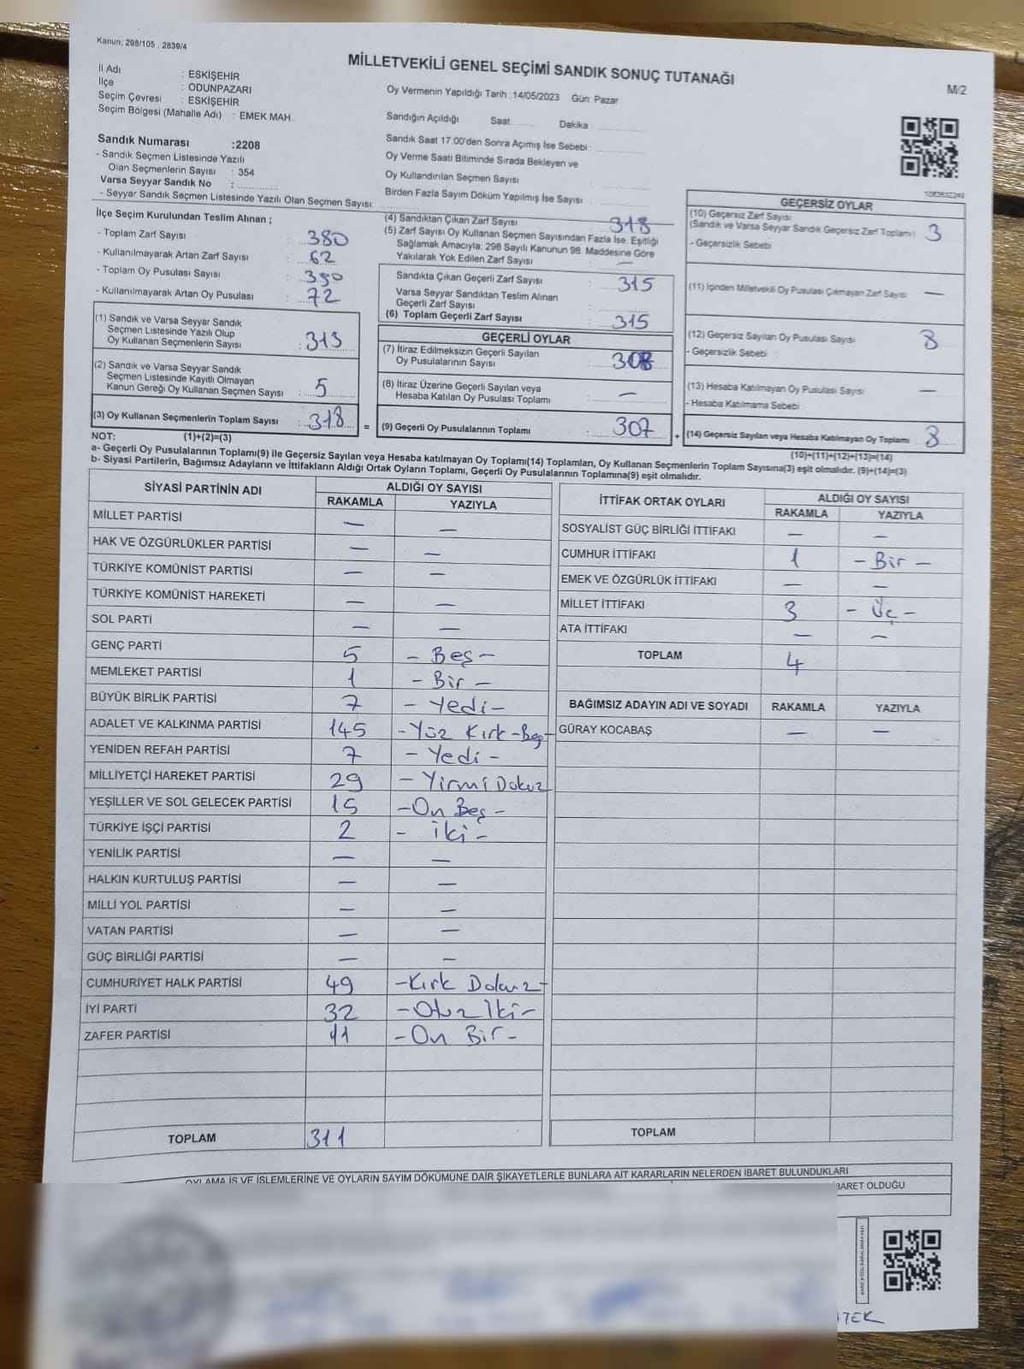 Kanun; 298/105 . 2839/4
MİLLETVEKİLİ GENEL SEÇİMİ SANDIK SONUÇ TUTANAĞI
M/2
İl Adı : ESKİŞEHİR
İlçe : ODUNPAZARI
Seçim Çevresi : ESKİŞEHİR
Seçim Bölgesi (Mahalle Adı) : EMEK MAH.
Sandık Numarası :2208
- Sandık Seçmen Listesinde Yazılı
Olan Seçmenlerin Sayısı : 354
Varsa Seyyar Sandık No :
- Seyyar Sandık Seçmen Listesinde Yazılı Olan Seçmen Sayısı:
Oy Vermenin Yapıldığı Tarih :14/05/2023 Gün: Pazar
Sandığın Açıldığı Saat Dakika
Sandık Saat 17.00'den Sonra Açımış İse Sebebi :
Oy Verme Saati Bitiminde Sırada Bekleyen ve
Oy Kullandırılan Seçmen Sayısı :
Birden Fazla Sayım Döküm Yapılmış İse Sayısı :
İlçe Seçim Kurulundan Teslim Alınan ;
- Toplam Zarf Sayısı : 380
- Kullanılmayarak Artan Zarf Sayısı : 62
- Toplam Oy Pusulası Sayısı : 380
- Kullanılmayarak Artan Oy Pusulası : 72
(1) Sandık ve Varsa Seyyar Sandık
Seçmen Listesinde Yazılı Olup
Oy Kullanan Seçmenlerin Sayısı : 313
(2) Sandık ve Varsa Seyyar Sandık
Seçmen Listesinde Kayıtlı Olmayan
Kanun Gereği Oy Kullanan Seçmen Sayısı : 5
(3) Oy Kullanan Seçmenlerin Toplam Sayısı : 318
(4) Sandıktan Çıkan Zarf Sayısı : 318
(5) Zarf Sayısı Oy Kullanan Seçmen Sayısından Fazla İse, Eşitliği
Sağlamak Amacıyla; 298 Sayılı Kanunun 98. Maddesine Göre
Yakılarak Yok Edilen Zarf Sayısı : —
Sandıkta Çıkan Geçerli Zarf Sayısı : 315
Varsa Seyyar Sandıktan Teslim Alınan
Geçerli Zarf Sayısı :
(6) Toplam Geçerli Zarf Sayısı : 315
GEÇERLİ OYLAR
(7) İtiraz Edilmeksizin Geçerli Sayılan
Oy Pusulalarının Sayısı :
(8) İtiraz Üzerine Geçerli Sayılan veya
Hesaba Katılan Oy Pusulası Toplamı : —
= (9) Geçerli Oy Pusulalarının Toplamı : 307
GEÇERSİZ OYLAR
(10) Geçersiz Zarf Sayısı
(Sandık ve Varsa Seyyar Sandık Geçersiz Zarf Toplamı) : 3
- Geçersizlik Sebebi
(11) İçinden Milletvekili Oy Pusulası Çıkmayan Zarf Sayısı : —
(12) Geçersiz Sayılan Oy Pusulası Sayısı : 8
- Geçersizlik Sebebi
(13) Hesaba Katılmayan Oy Pusulası Sayısı : —
- Hesaba Katılmama Sebebi
+ (14) Geçersiz Sayılan veya Hesaba Katılmayan Oy Toplamı : 8
NOT: (1)+(2)=(3)
(10)+(11)+(12)+(13)=(14)
a- Geçerli Oy Pusulalarının Toplamı(9) ile Geçersiz Sayılan veya Hesaba katılmayan Oy Toplamı(14) Toplamları, Oy Kullanan Seçmenlerin Toplam Sayısına(3) eşit olmalıdır. (9)+(14)=(3)
b- Siyasi Partilerin, Bağımsız Adayların ve İttifakların Aldığı Ortak Oyların Toplamı, Geçerli Oy Pusulalarının Toplamına(9) eşit olmalıdır.
SİYASİ PARTİNİN ADI ALDIĞI OY SAYISI
RAKAMLA YAZIYLA
MİLLET PARTİSİ — —
HAK VE ÖZGÜRLÜKLER PARTİSİ — —
TÜRKİYE KOMÜNİST PARTİSİ — —
TÜRKİYE KOMÜNİST HAREKETİ — —
SOL PARTİ — —
GENÇ PARTİ 5 - Beş -
MEMLEKET PARTİSİ 1 - Bir -
BÜYÜK BİRLİK PARTİSİ 7 - Yedi -
ADALET VE KALKINMA PARTİSİ 145 - Yüz Kırk - Beş -
YENİDEN REFAH PARTİSİ 7 - Yedi -
MİLLİYETÇİ HAREKET PARTİSİ 29 - Yirmi Dokuz
YEŞİLLER VE SOL GELECEK PARTİSİ 15 - On Beş -
TÜRKİYE İŞÇİ PARTİSİ 2 - İki -
YENİLİK PARTİSİ — —
HALKIN KURTULUŞ PARTİSİ — —
MİLLİ YOL PARTİSİ — —
VATAN PARTİSİ — —
GÜÇ BİRLİĞİ PARTİSİ — —
CUMHURİYET HALK PARTİSİ 49 - Kırk Dokuz -
İYİ PARTİ 32 - Otuz İki -
ZAFER PARTİSİ 11 - On Bir -
TOPLAM 311
İTTİFAK ORTAK OYLARI ALDIĞI OY SAYISI
RAKAMLA YAZIYLA
SOSYALİST GÜÇ BİRLİĞİ İTTİFAKI — —
CUMHUR İTTİFAKI 1 - Bir -
EMEK VE ÖZGÜRLÜK İTTİFAKI — —
MİLLET İTTİFAKI 3 - Üç -
ATA İTTİFAKI — —
TOPLAM 4
BAĞIMSIZ ADAYIN ADI VE SOYADI RAKAMLA YAZIYLA
GÜRAY KOCABAŞ — —
TOPLAM
OYLAMA İŞ VE İŞLEMLERİNE VE OYLARIN SAYIM DÖKÜMÜNE DAİR ŞİKAYETLERLE BUNLARA AİT KARARLARIN NELERDEN İBARET BULUNDUKLARI
BARET OLDUĞU